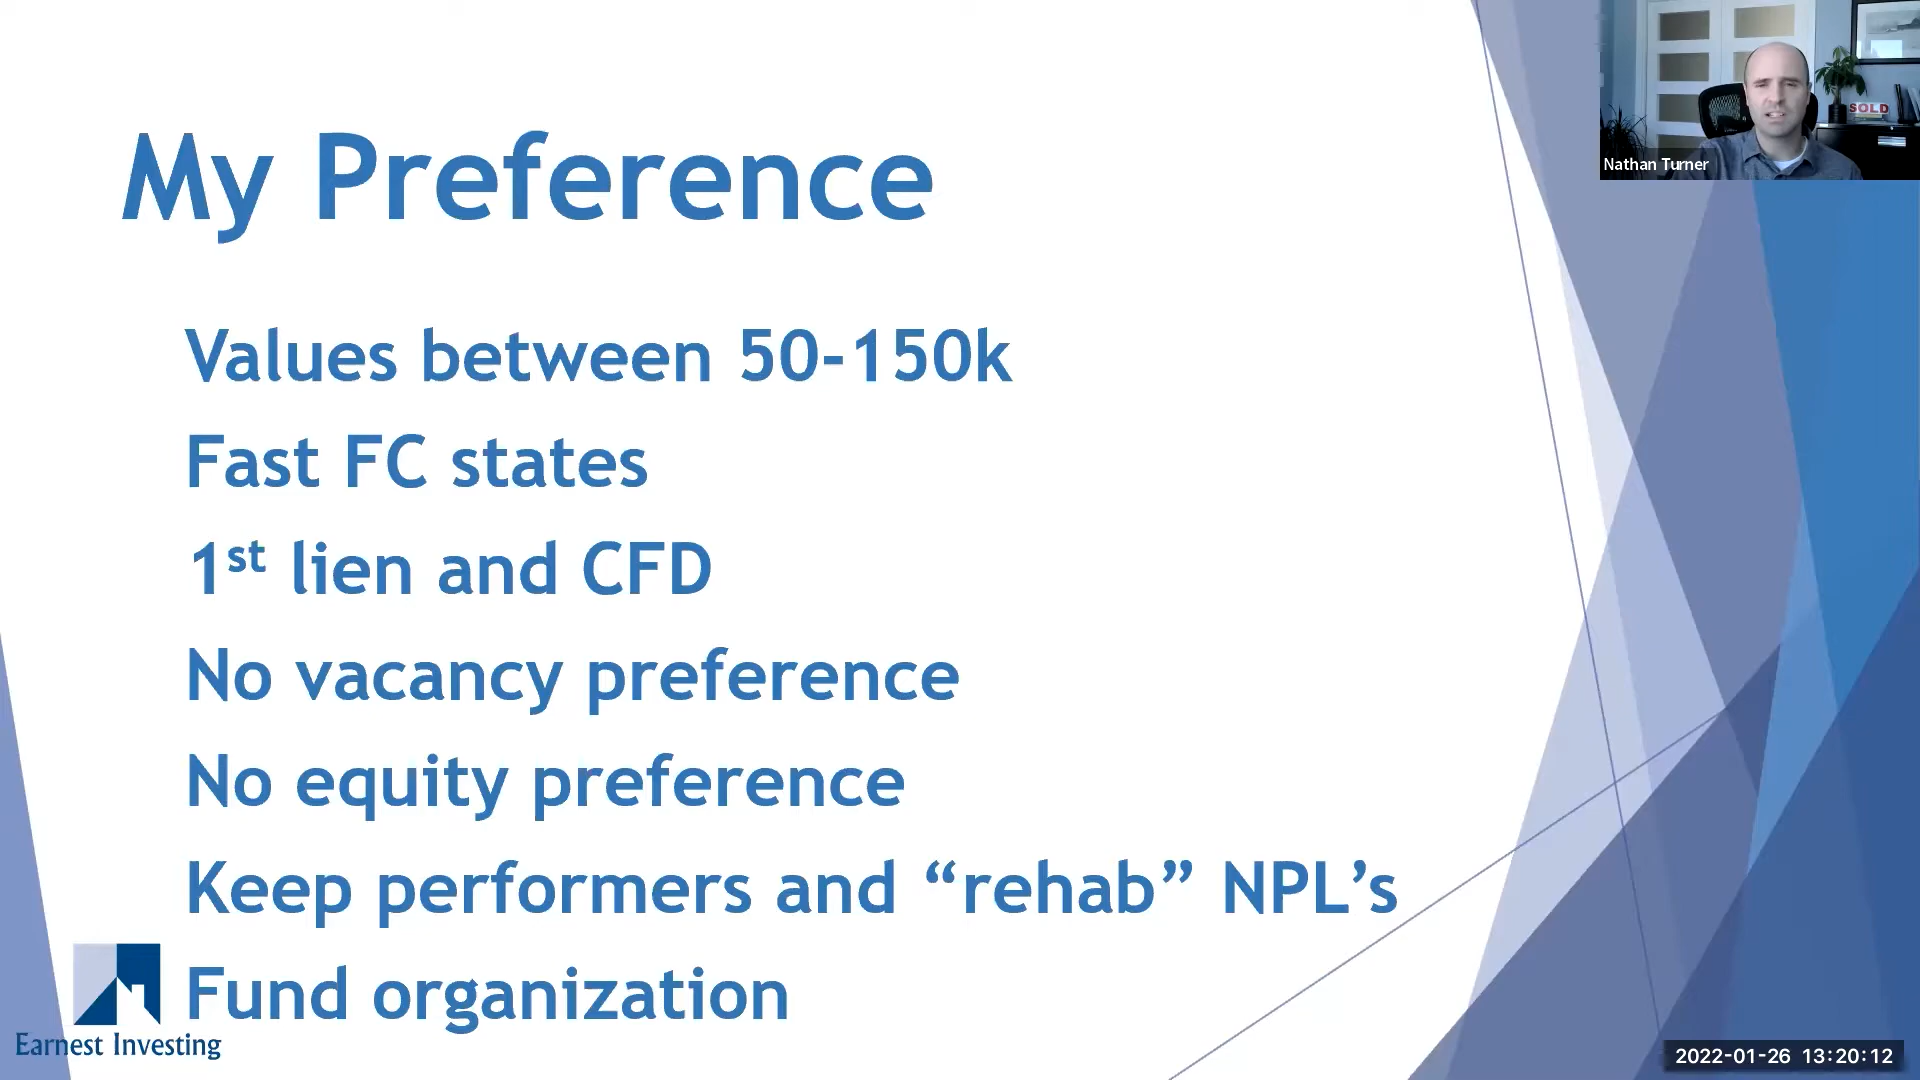 My Preference
Values between 50-150k
Fast FC states
1st lien and CFD
No vacancy preference
No equity preference
Keep performers and “rehab” NPL’s
Fund organization
Earnest Investing
SOLD
Nathan Turner
2022-01-26 13:20:12